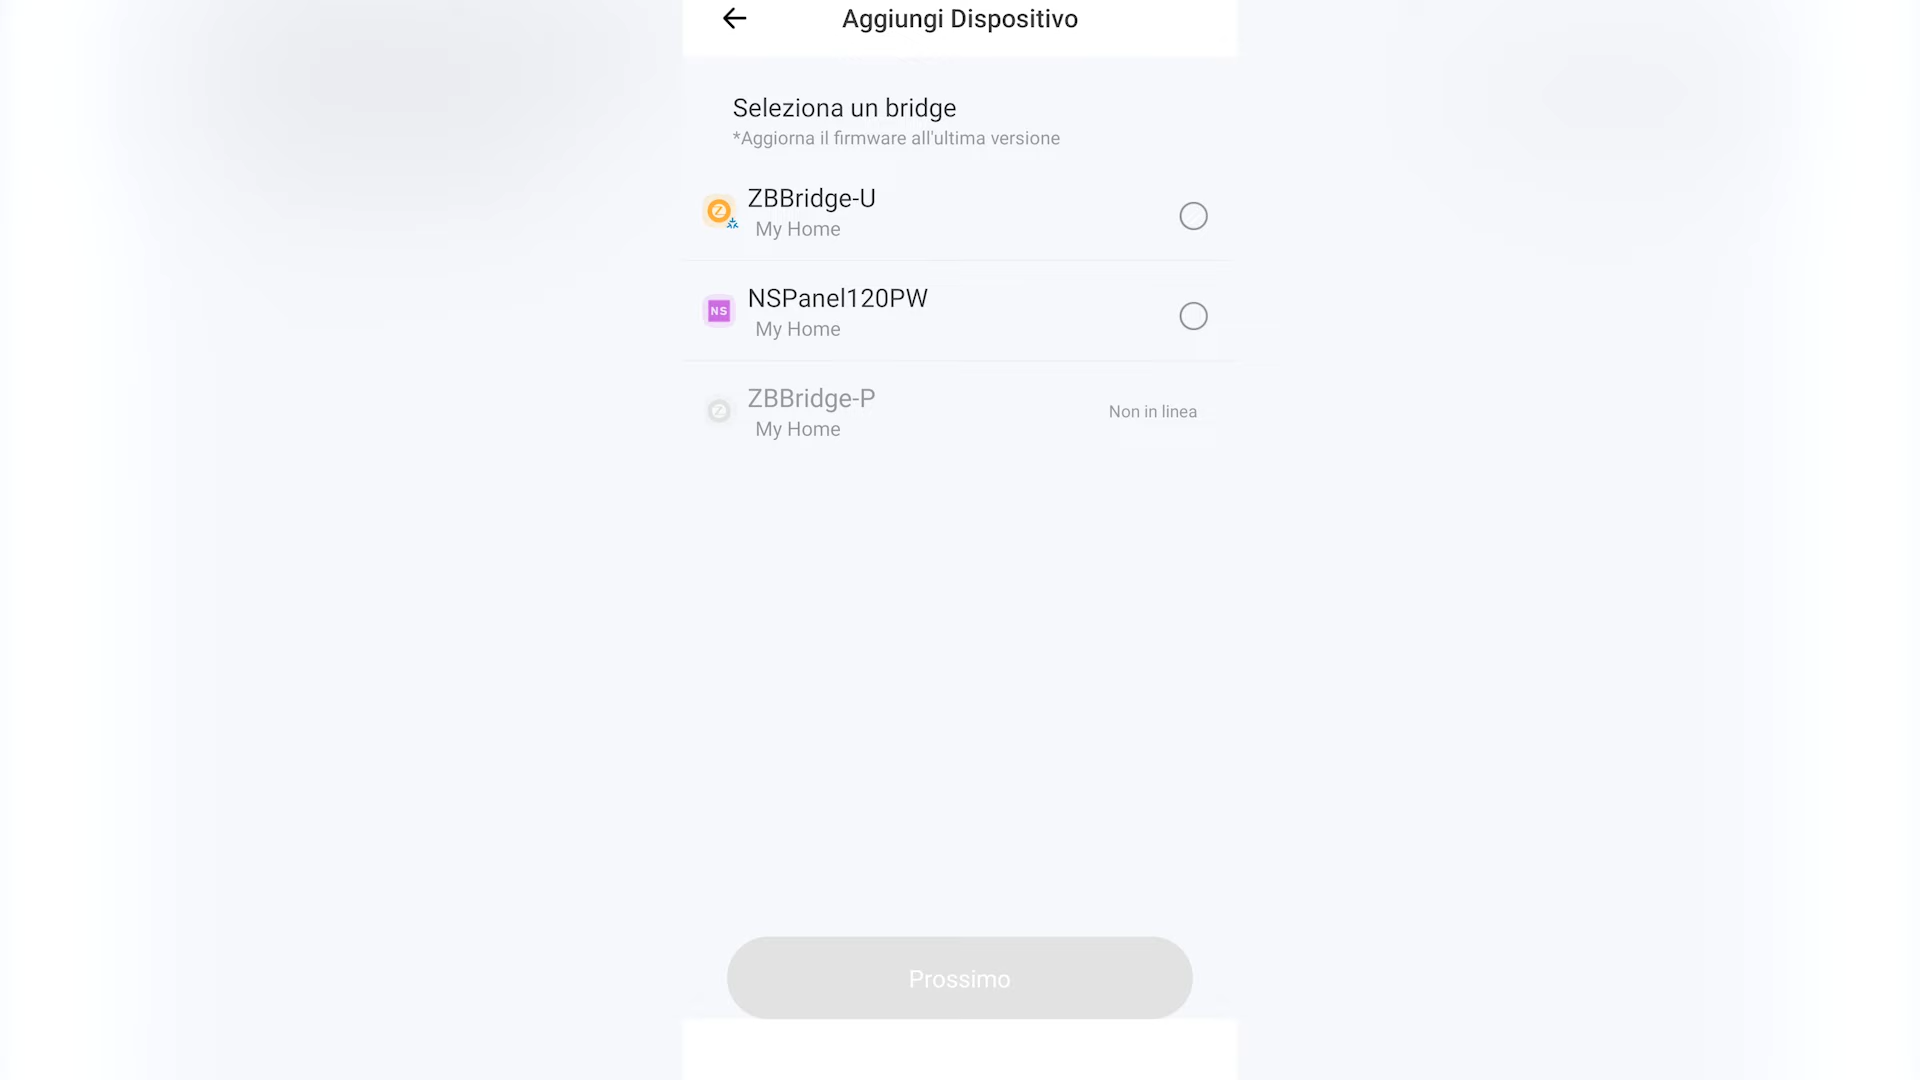 Aggiungi Dispositivo
Seleziona un bridge
*Aggiorna il firmware all'ultima versione
ZBBridge-U
My Home
NS
NSPanel120PW
My Home
ZBBridge-P
My Home
Non in linea
Prossimo